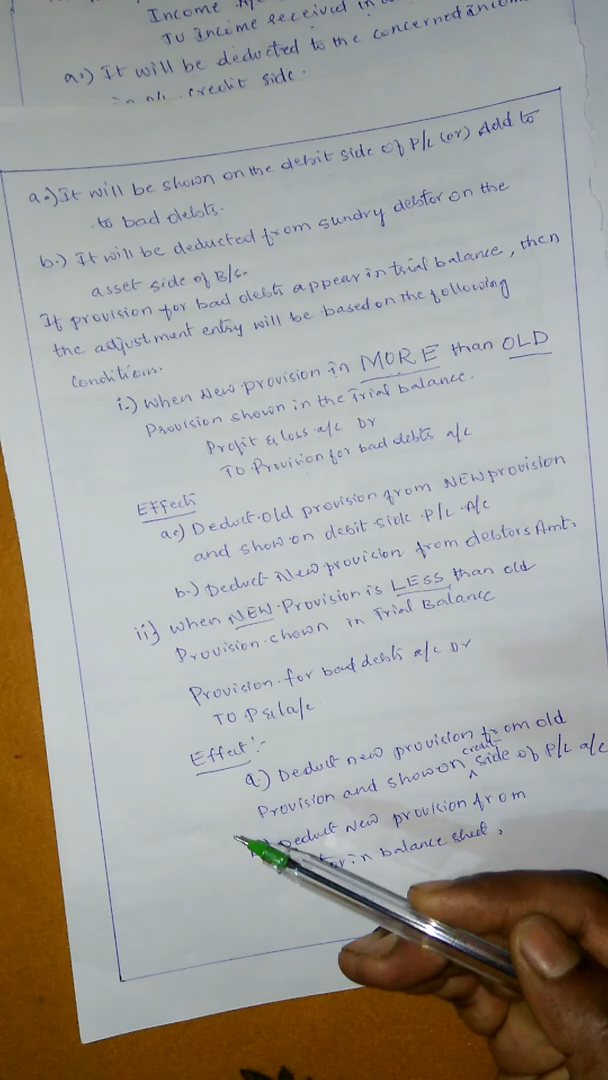 Income
To income received in
a.) It will be deducted to the concerned
credit side.
a.) It will be shown on the debit side of P/L (or) Add to
to bad debts.
b.) It will be deducted from sundry debtor on the
asset side of B/S.
If provision for bad debts appear in trial balance, then
the adjustment entry will be based on the following
Conditions.
i.) When New provision in MORE than OLD
Provision shown in the Trial balance.
Profit & loss a/c Dr
To Provision for bad debts a/c
Effects
a.) Deduct old provision from NEW provision
and show on debit side P/L A/C
b.) Deduct New provision from debtors Amt.
ii) When NEW Provision is LESS than old
Provision shown in Trial Balance
Provision for bad debts a/c Dr
TO P&L a/c
Effect:-
a.) Deduct new provision from old
Provision and show on credit side of P/L a/c
Deduct New provision from
in balance sheet,